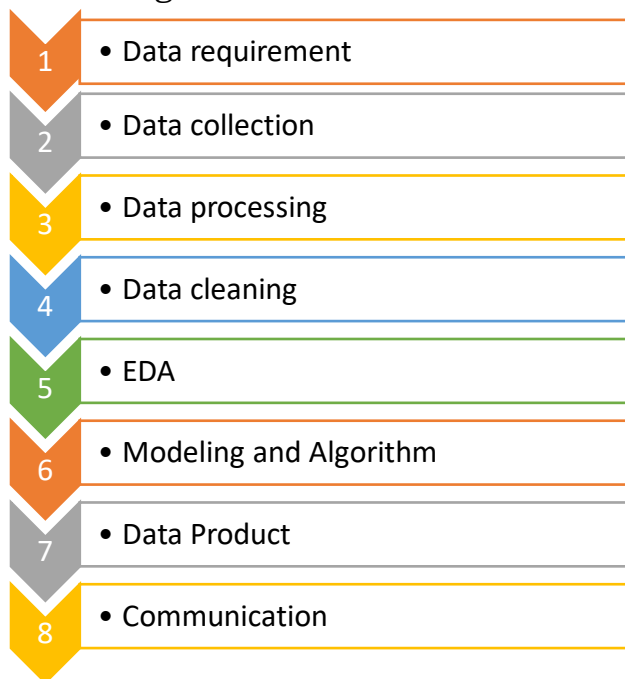 1 • Data requirement
2 • Data collection
3 • Data processing
4 • Data cleaning
5 • EDA
6 • Modeling and Algorithm
7 • Data Product
8 • Communication